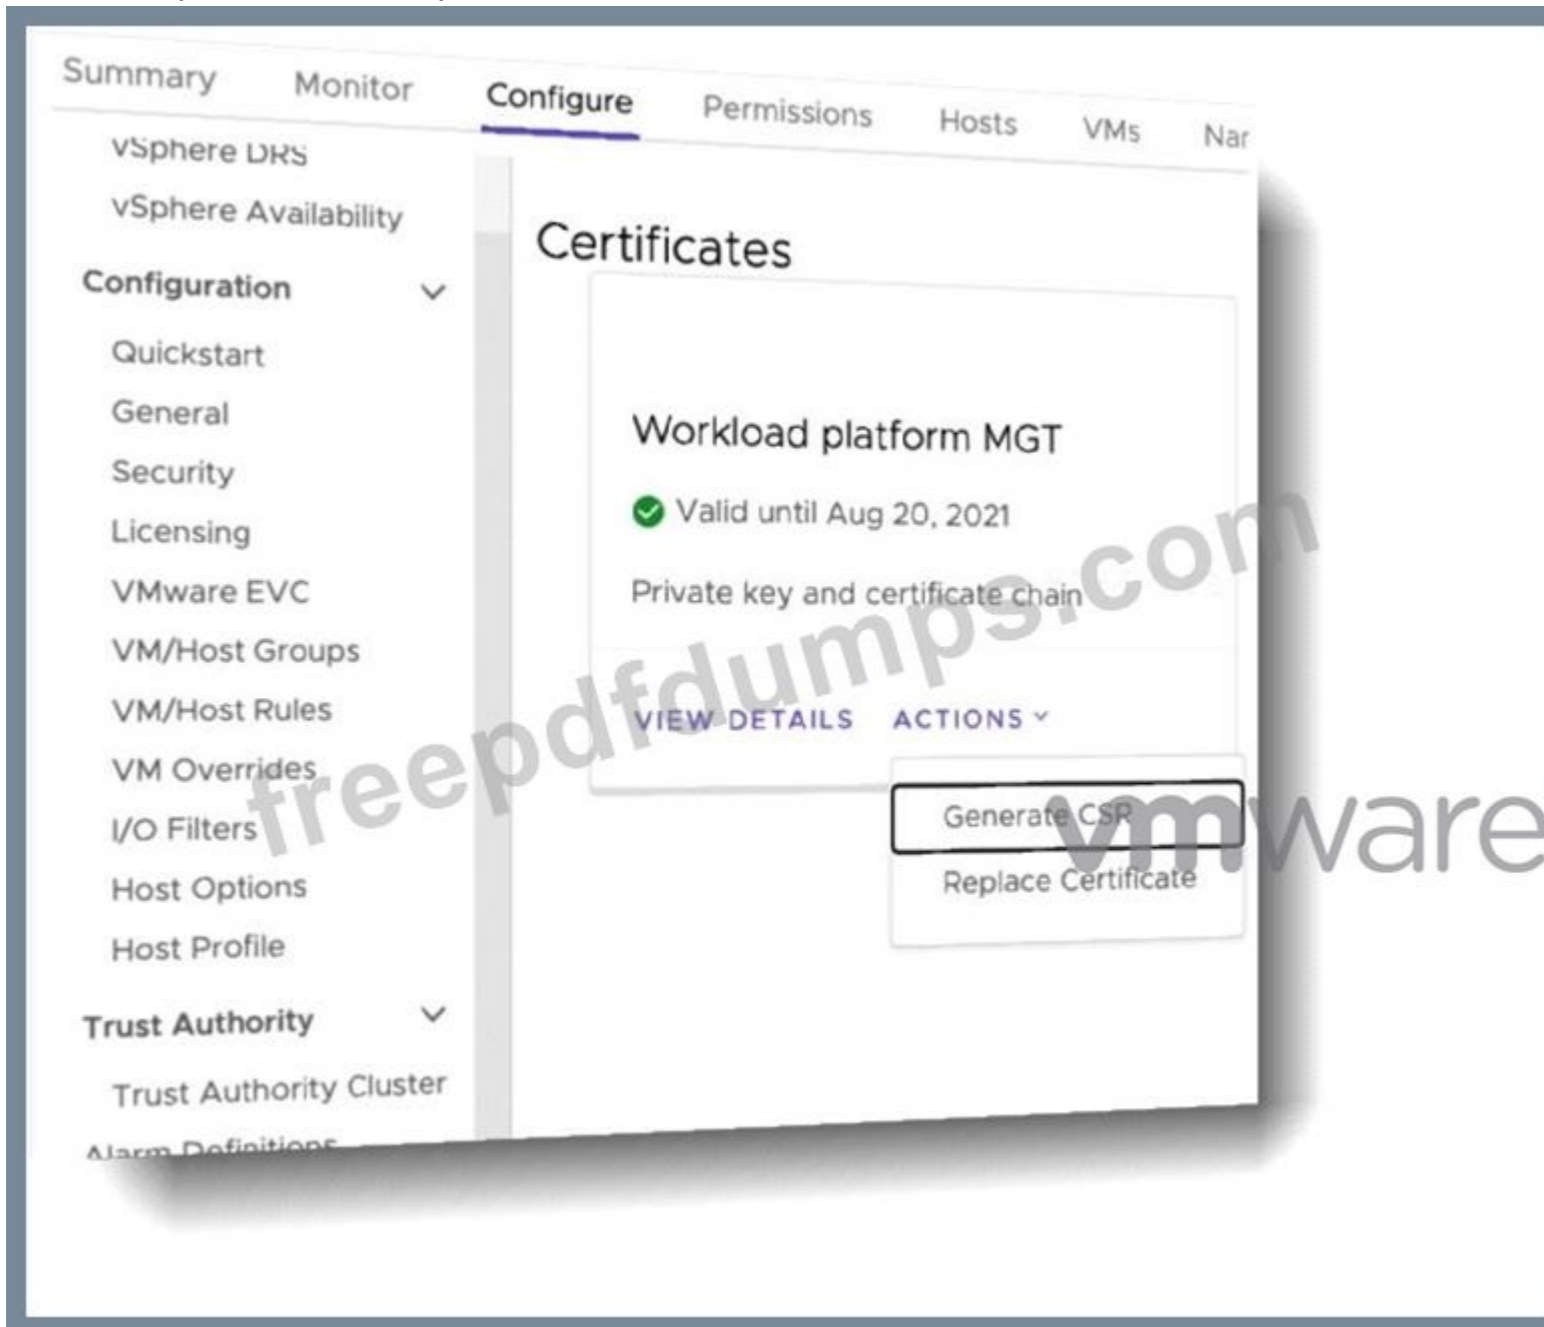 Summary Monitor Configure Permissions Hosts VMs Nar
vSphere DRS
vSphere Availability
Configuration
Quickstart
General
Security
Licensing
VMware EVC
VM/Host Groups
VM/Host Rules
VM Overrides
I/O Filters
Host Options
Host Profile
Trust Authority
Trust Authority Cluster
Alarm Definitions
Certificates
Workload platform MGT
Valid until Aug 20, 2021
Private key and certificate chain
VIEW DETAILS ACTIONS
Generate CSR
Replace Certificate
freepdfdumps.com
vmware